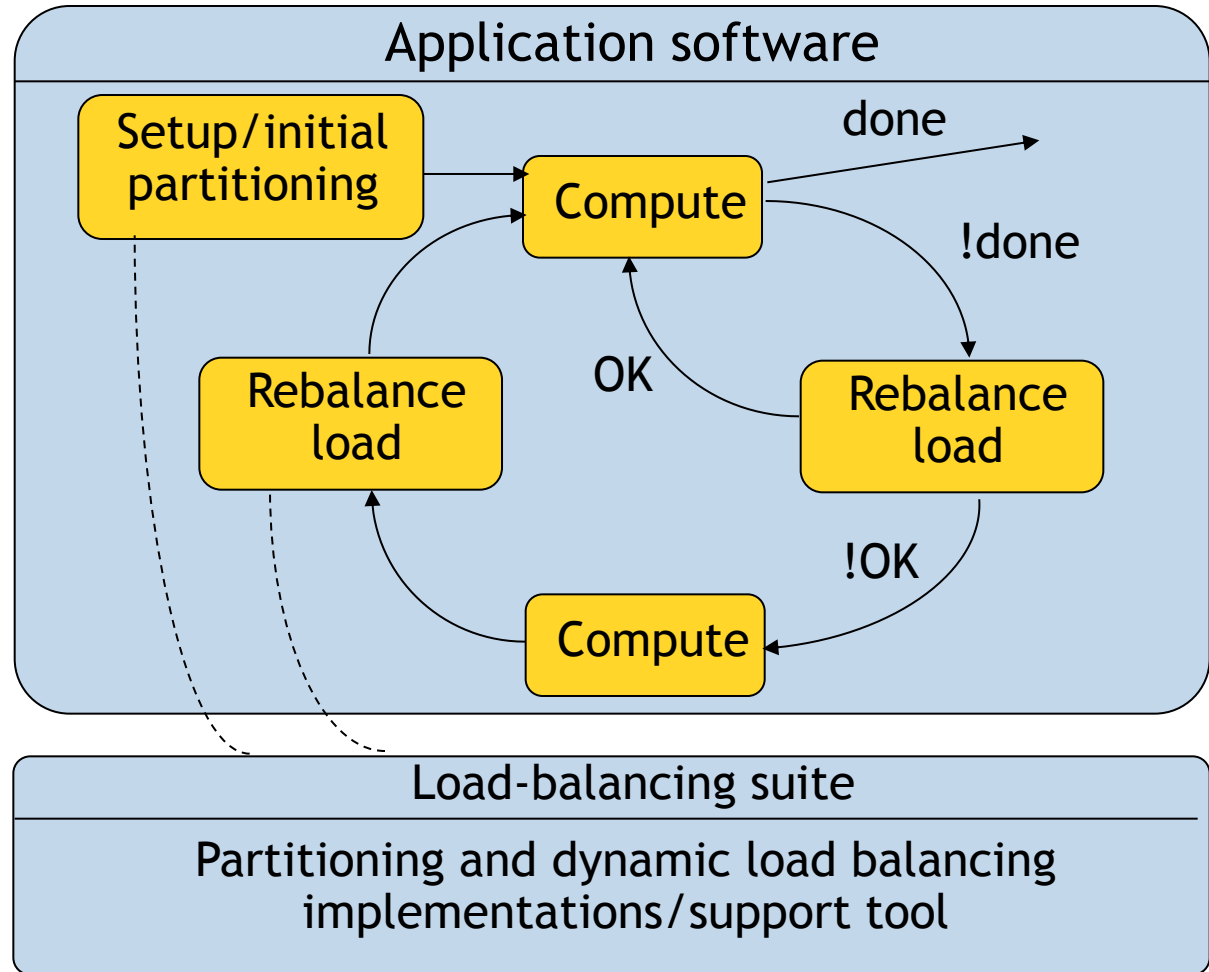 Application software
Setup/initial
partitioning
done
Compute
!done
OK
Rebalance
load
Rebalance
load
!OK
Compute
Load-balancing suite
Partitioning and dynamic load balancing
implementations/support tool